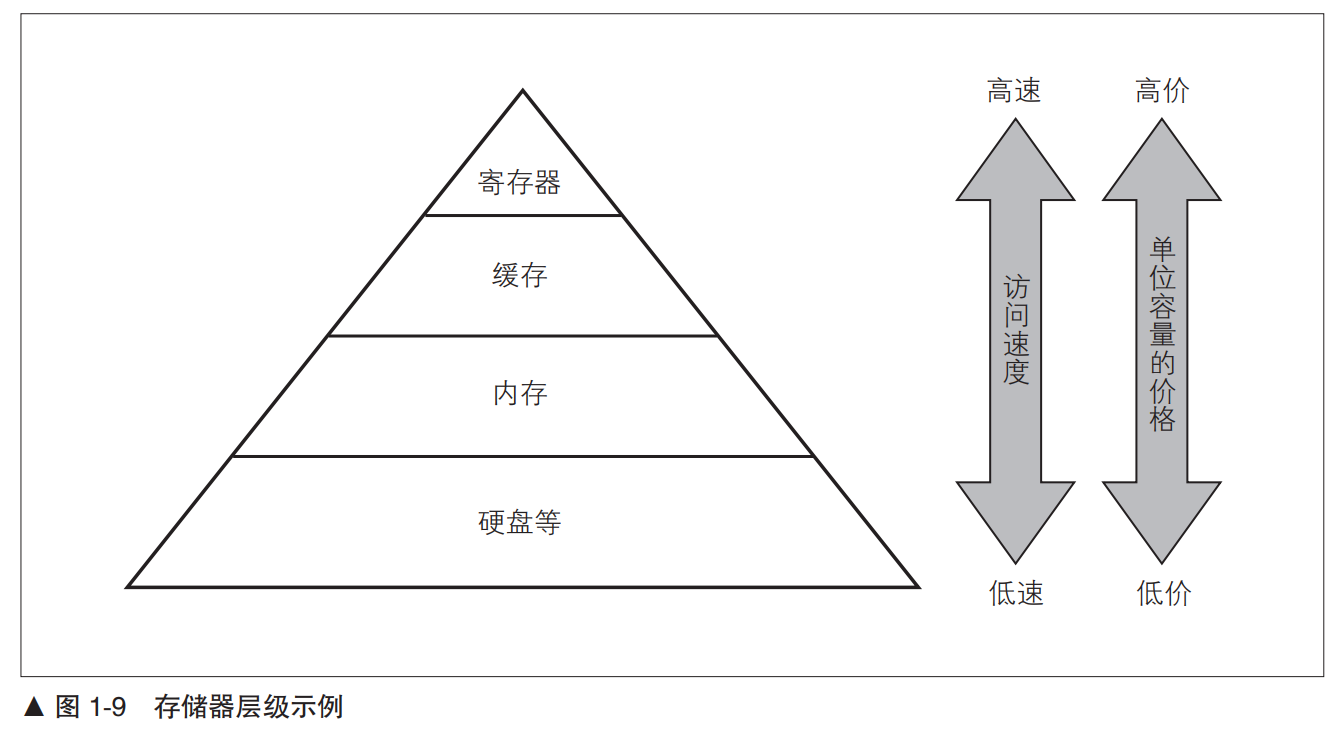 高速
高价
寄存器
缓存
内存
硬盘等
访问速度
单位容量的价格
低速
低价
▲ 图 1-9 存储器层级示例